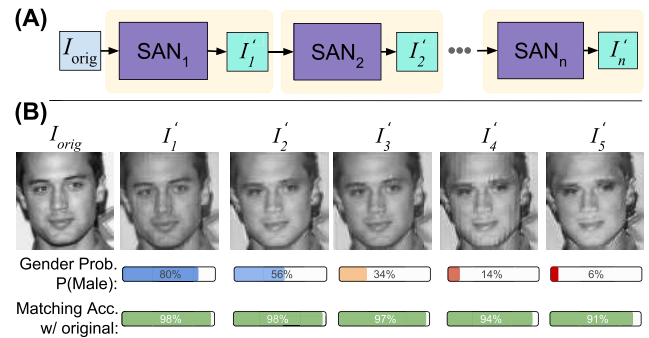 (A)
I_orig SAN_1 I'_1 SAN_2 I'_2 ••• SAN_n I'_n
(B)
I_orig I'_1 I'_2 I'_3 I'_4 I'_5
Gender Prob.
P(Male): 80% 56% 34% 14% 6%
Matching Acc.
w/ original: 98% 98% 97% 94% 91%